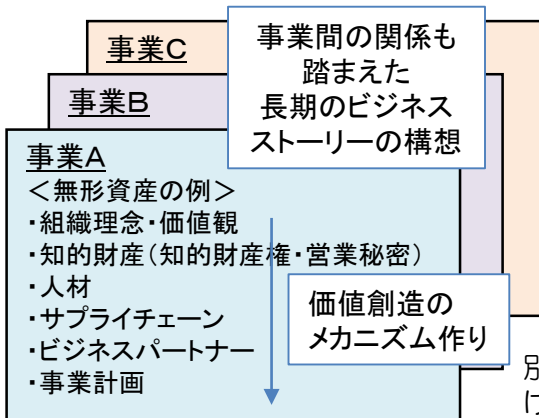 事業C
事業B
事業間の関係も
踏まえた
長期のビジネス
ストーリーの構想
事業A
＜無形資産の例＞
・組織理念・価値観
・知的財産（知的財産権・営業秘密）
・人材
・サプライチェーン
・ビジネスパートナー
・事業計画
価値創造の
メカニズム作り
別
け